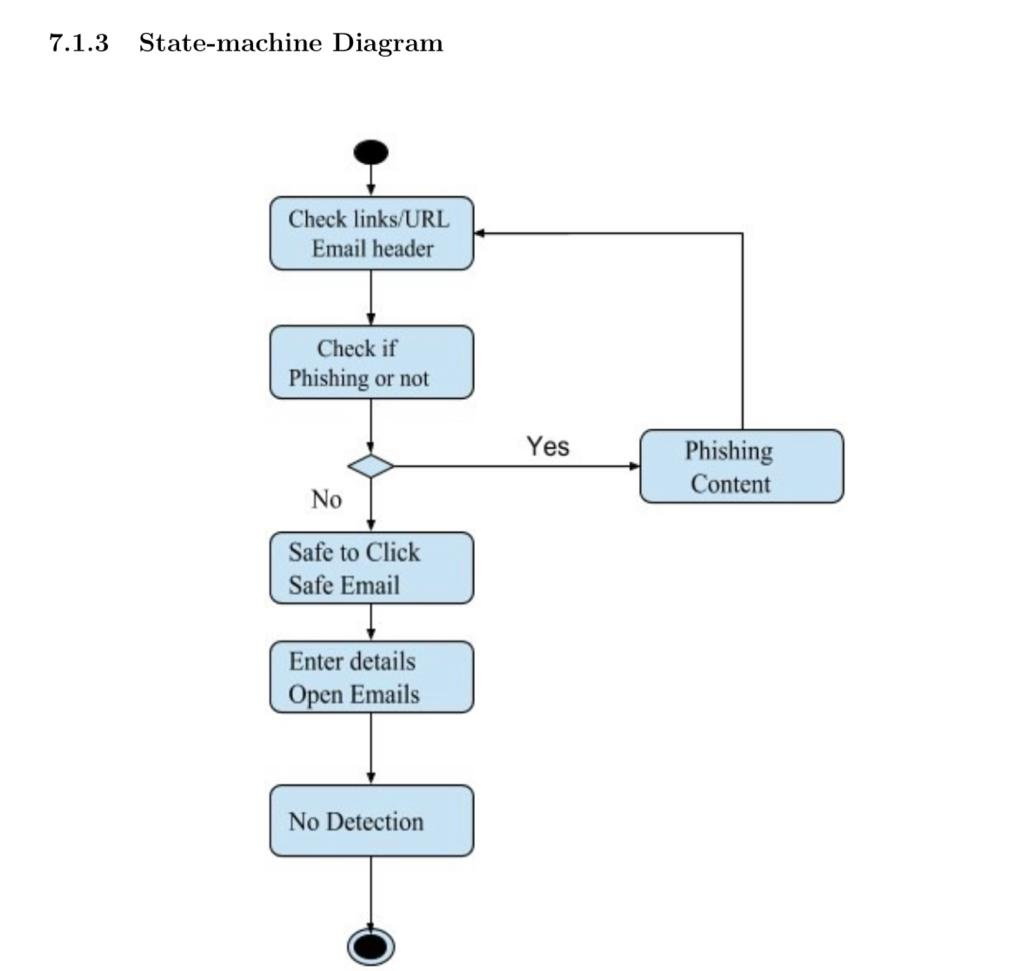 7.1.3 State-machine Diagram
Check links/URL
Email header
Check if
Phishing or not
Yes
Phishing
Content
No
Safe to Click
Safe Email
Enter details
Open Emails
No Detection